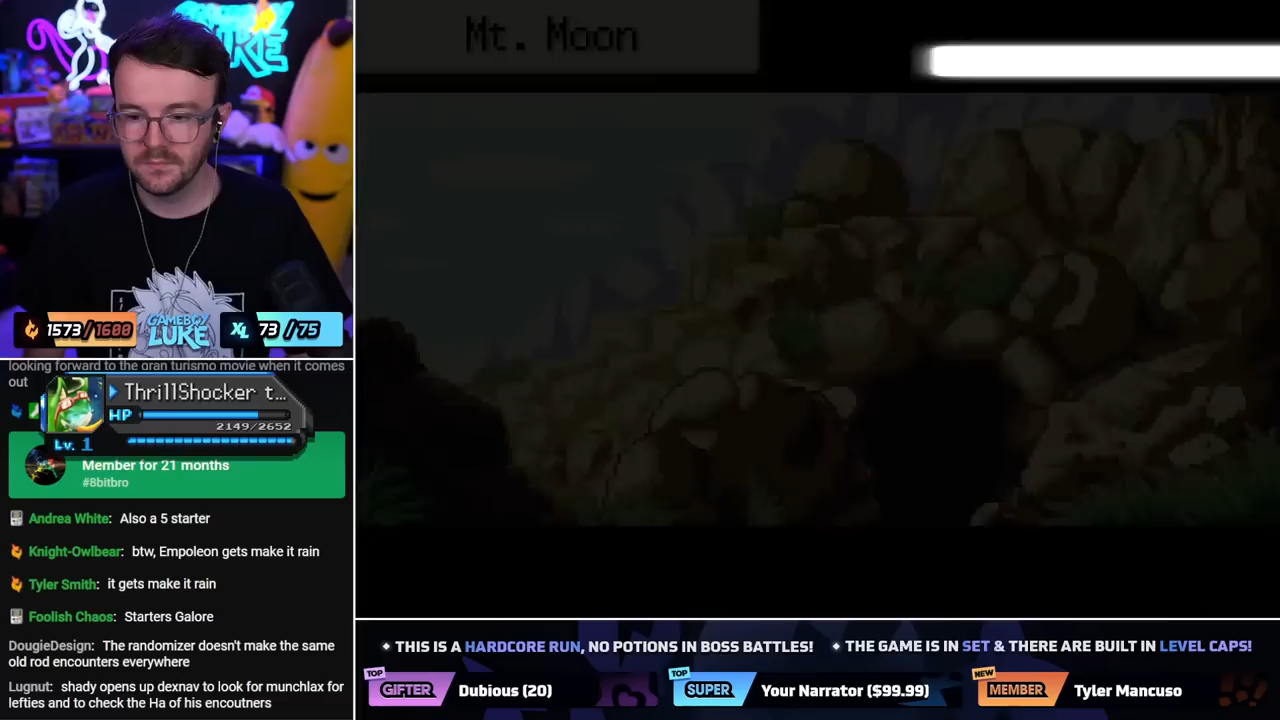 Mt. Moon
GAMEBOY
LUKE
1573/1600
GAMEBOY
LUKE
XL 73 /75
looking forward to the gran turismo movie when it comes
out
ThrillShocker t...
HP
2149/2652
Lv. 1
Member for 21 months
#8bitbro
Andrea White: Also a 5 starter
Knight-Owlbear: btw, Empoleon gets make it rain
Tyler Smith: it gets make it rain
Foolish Chaos: Starters Galore
DougieDesign: The randomizer doesn't make the same
old rod encounters everywhere
Lugnut: shady opens up dexnav to look for munchlax for
lefties and to check the Ha of his encoutners
THIS IS A HARDCORE RUN, NO POTIONS IN BOSS BATTLES! THE GAME IS IN SET & THERE ARE BUILT IN LEVEL CAPS!
TOP GIFTER Dubious (20) TOP SUPER Your Narrator ($99.99) NEW MEMBER Tyler Mancuso